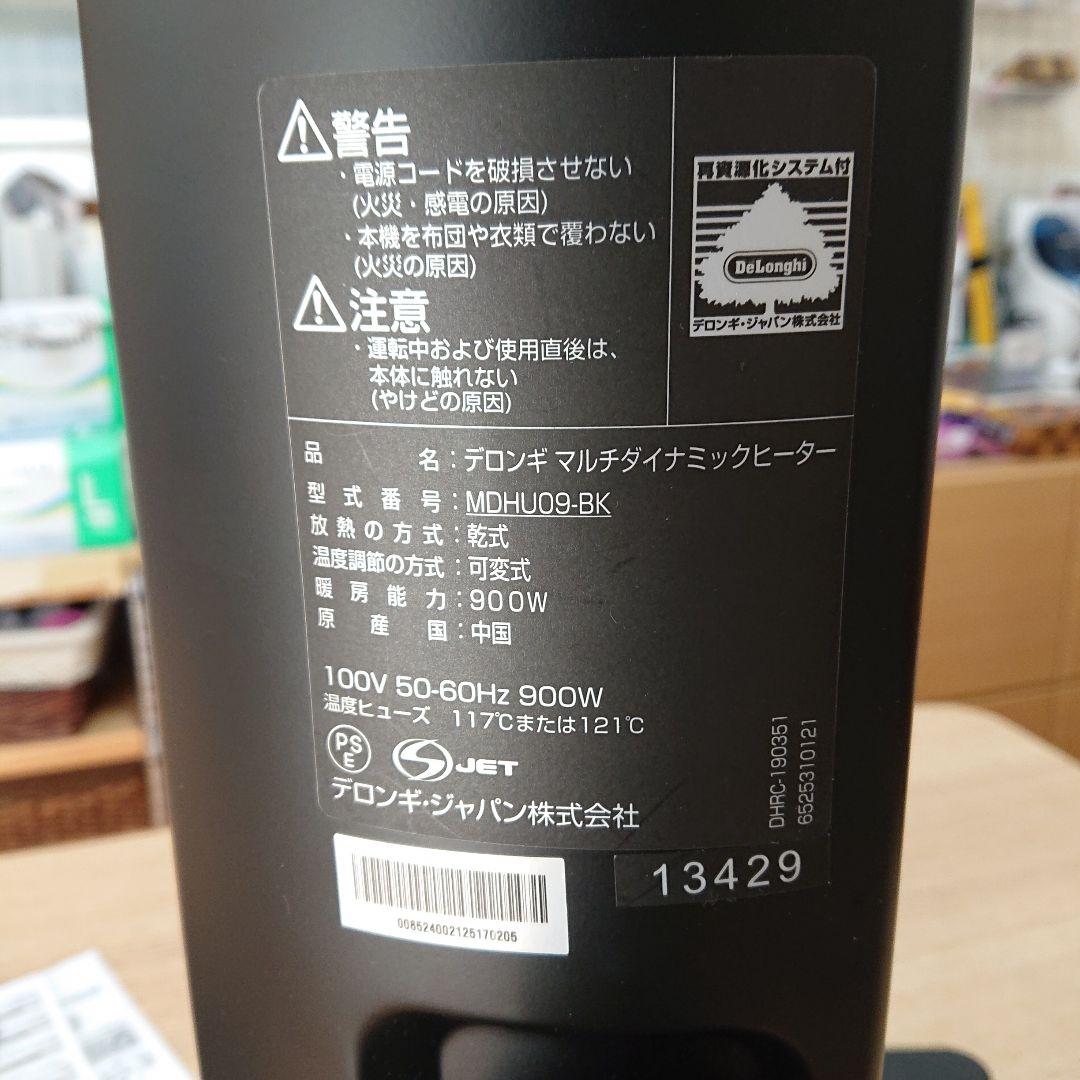 警告
・電源コードを破損させない
(火災・感電の原因)
・本機を布団や衣類で覆わない
(火災の原因)
注意
・運転中および使用直後は、
本体に触れない
(やけどの原因)
再資源化システム付
DeLonghi
デロンギ・ジャパン株式会社
品名：デロンギ マルチダイナミックヒーター
型式番号：MDHU09-BK
放熱の方式：乾式
温度調節の方式：可変式
暖房能力：900W
原産国：中国
100V 50-60Hz 900W
温度ヒューズ 117℃または121℃
PSE
S JET
デロンギ・ジャパン株式会社
DHRC-190351
6525310121
13429
008524002125170205